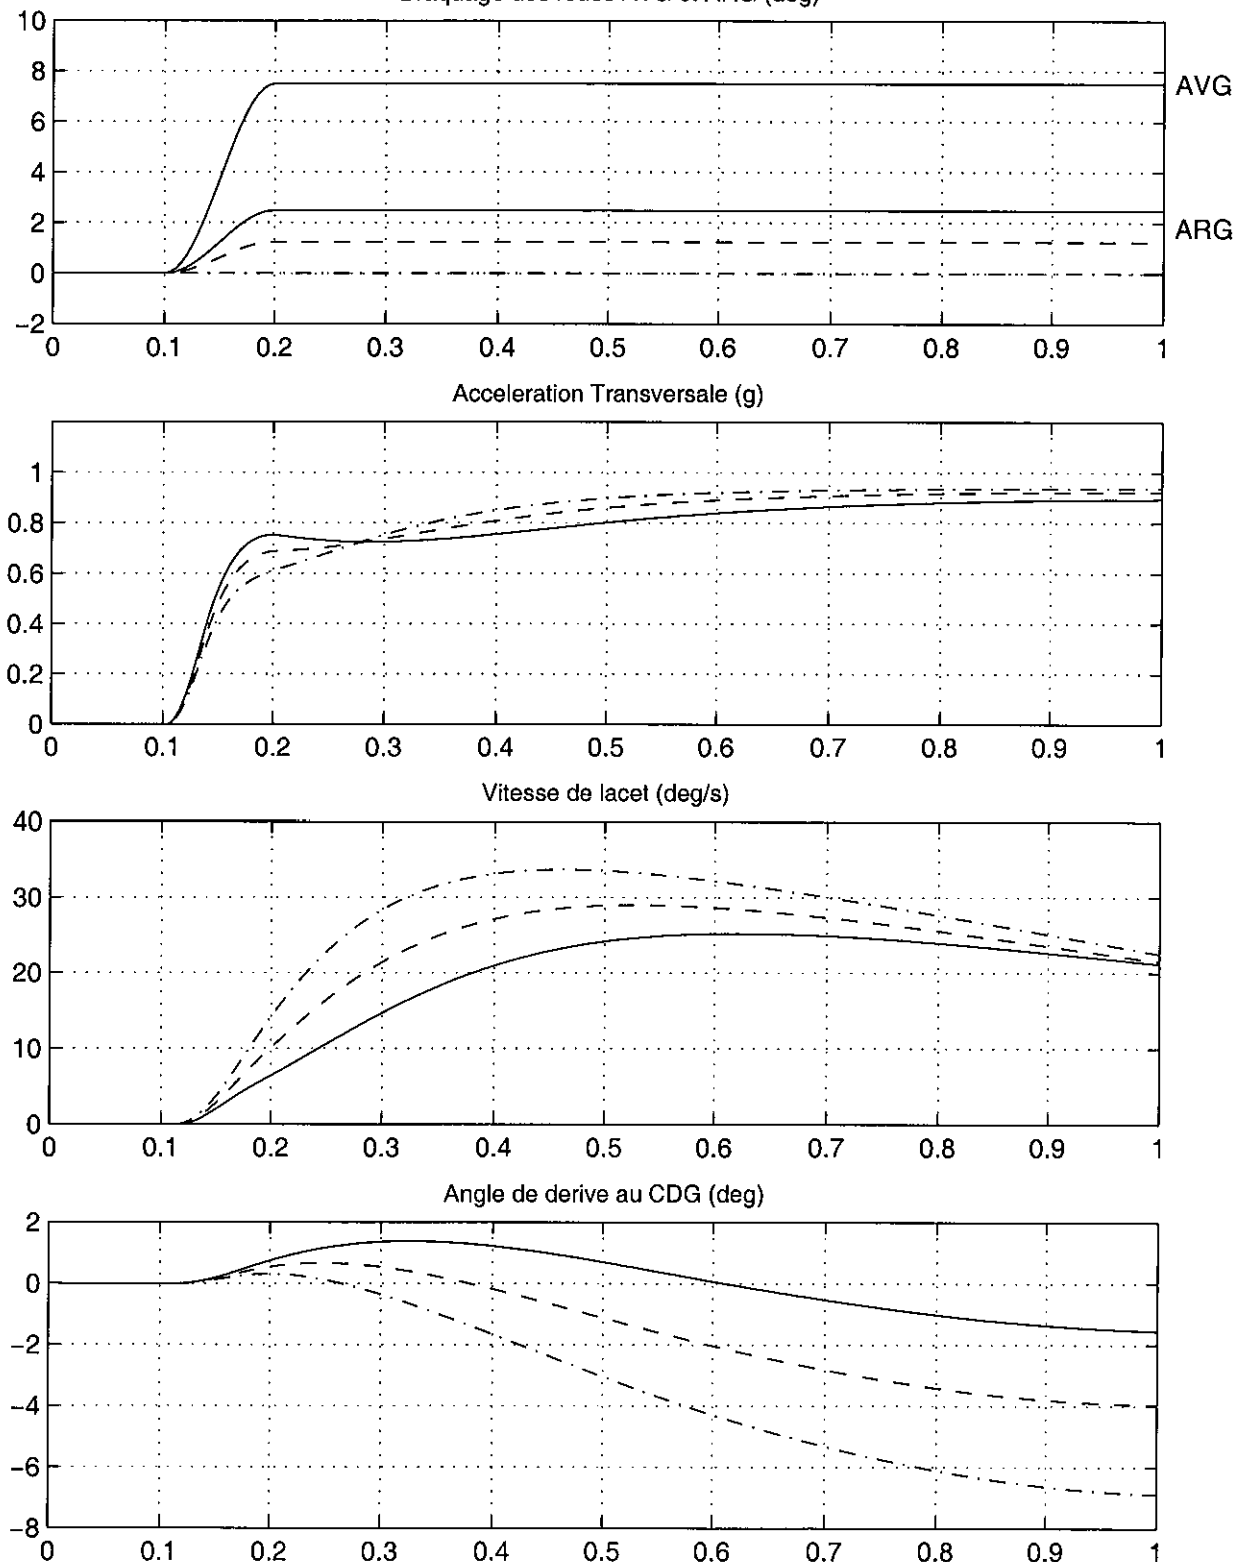 10
8
6
4
2
0
−2
AVG
ARG
0 0.1 0.2 0.3 0.4 0.5 0.6 0.7 0.8 0.9 1
Acceleration Transversale (g)
1
0.8
0.6
0.4
0.2
0
0 0.1 0.2 0.3 0.4 0.5 0.6 0.7 0.8 0.9 1
Vitesse de lacet (deg/s)
40
30
20
10
0
0 0.1 0.2 0.3 0.4 0.5 0.6 0.7 0.8 0.9 1
Angle de derive au CDG (deg)
2
0
−2
−4
−6
−8
0 0.1 0.2 0.3 0.4 0.5 0.6 0.7 0.8 0.9 1